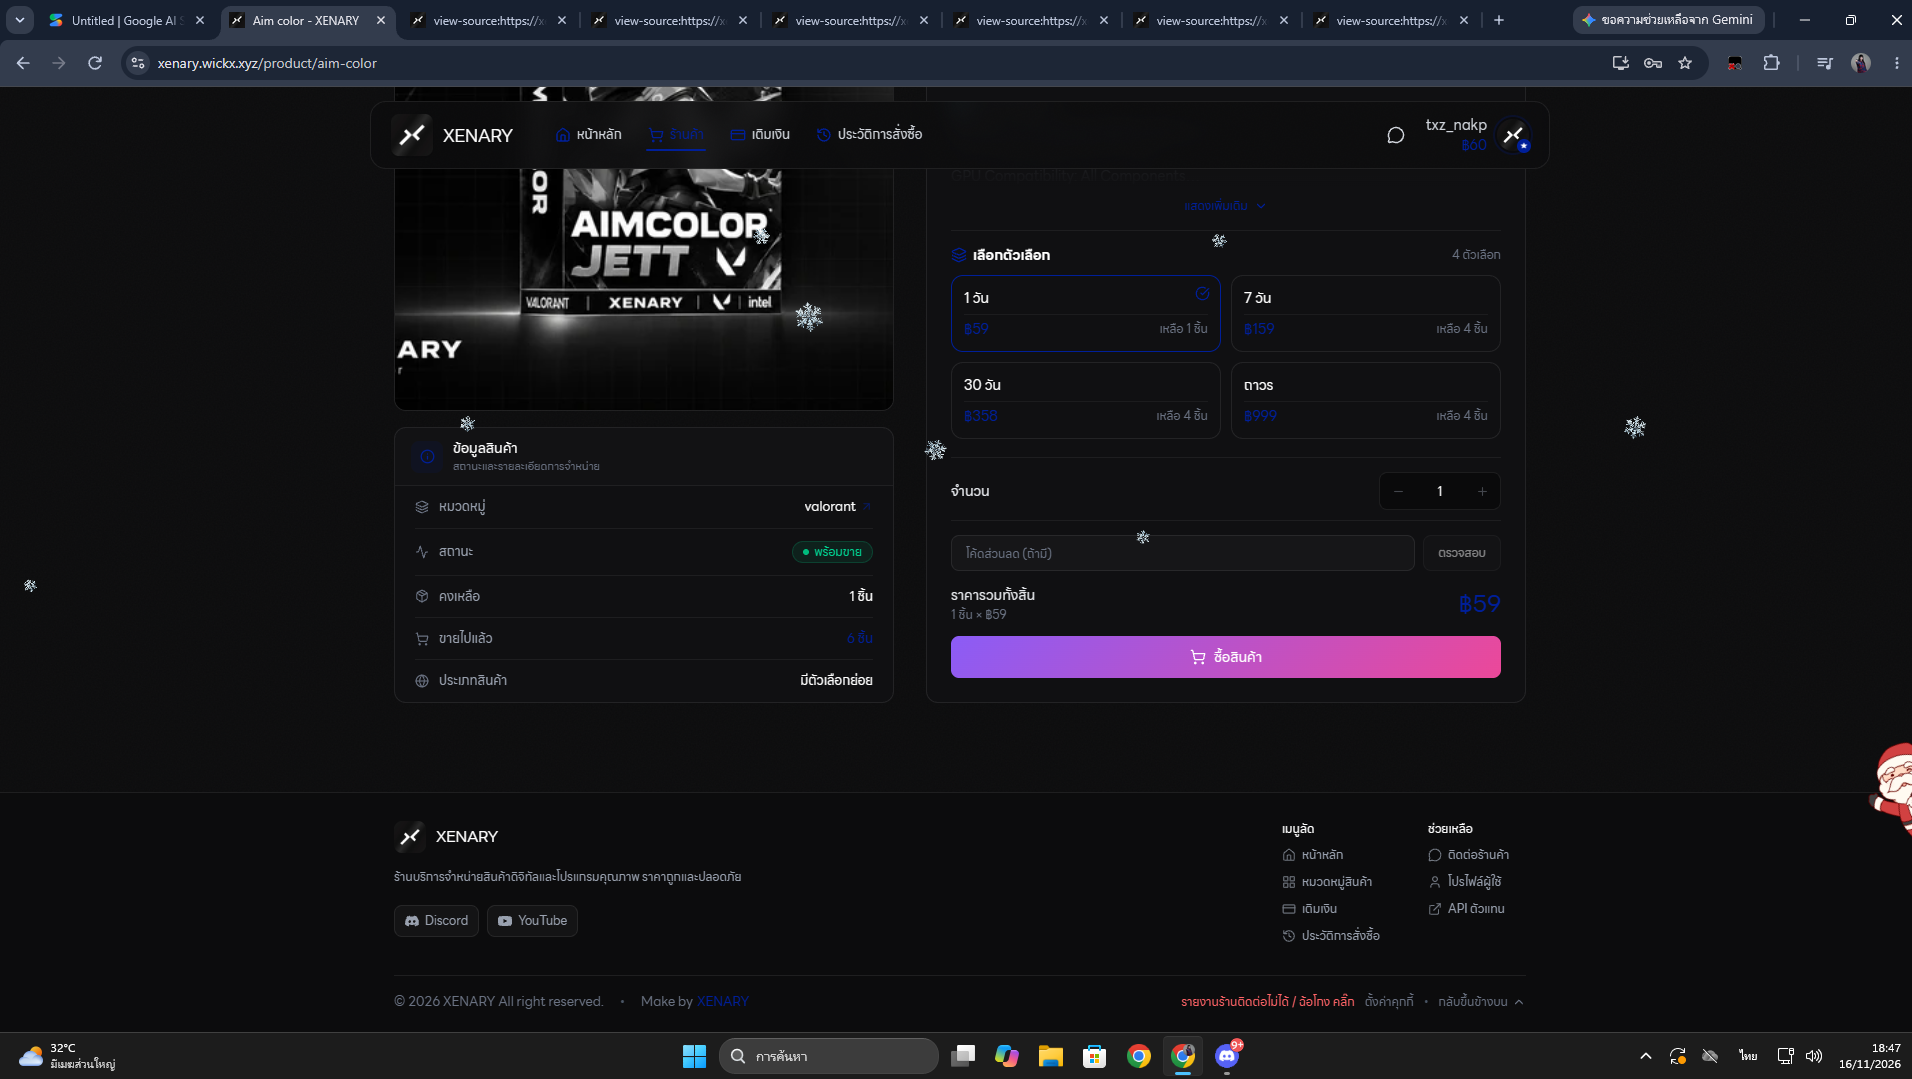 Untitled | Google AI S
Aim color - XENARY
view-source:https://x
view-source:https://x
view-source:https://x
view-source:https://x
view-source:https://x
view-source:https://x
ขอความช่วยเหลือจาก Gemini
xenary.wickx.xyz/product/aim-color
XENARY
หน้าหลัก
ร้านค้า
เติมเงิน
ประวัติการสั่งซื้อ
txz_nakp
฿60
AIMCOLOR
JETT
VALORANT | XENARY | intel
ARY
GPU Compatibility: All Components
แสดงเพิ่มเติม
เลือกตัวเลือก
4 ตัวเลือก
1 วัน
฿59
เหลือ 1 ชิ้น
7 วัน
฿159
เหลือ 4 ชิ้น
30 วัน
฿358
เหลือ 4 ชิ้น
ถาวร
฿999
เหลือ 4 ชิ้น
ข้อมูลสินค้า
สถานะและรายละเอียดการจำหน่าย
หมวดหมู่
valorant
สถานะ
พร้อมขาย
คงเหลือ
1 ชิ้น
ขายไปแล้ว
6 ชิ้น
ประเภทสินค้า
มีตัวเลือกย่อย
จำนวน
1
โค้ดส่วนลด (ถ้ามี)
ตรวจสอบ
ราคารวมทั้งสิ้น
1 ชิ้น × ฿59
฿59
ซื้อสินค้า
XENARY
ร้านบริการจำหน่ายสินค้าดิจิทัลและโปรแกรมคุณภาพ ราคาถูกและปลอดภัย
Discord
YouTube
เมนูลัด
หน้าหลัก
หมวดหมู่สินค้า
เติมเงิน
ประวัติการสั่งซื้อ
ช่วยเหลือ
ติดต่อร้านค้า
โปรไฟล์ผู้ใช้
API ตัวแทน
© 2026 XENARY All right reserved. • Make by XENARY
รายงานร้านติดต่อไม่ได้ / ฉ้อโกง คลิ๊ก
ตั้งค่าคุกกี้ • กลับขึ้นข้างบน
32°C
มีเมฆส่วนใหญ่
การค้นหา
9+
ไทย
18:47
16/11/2026